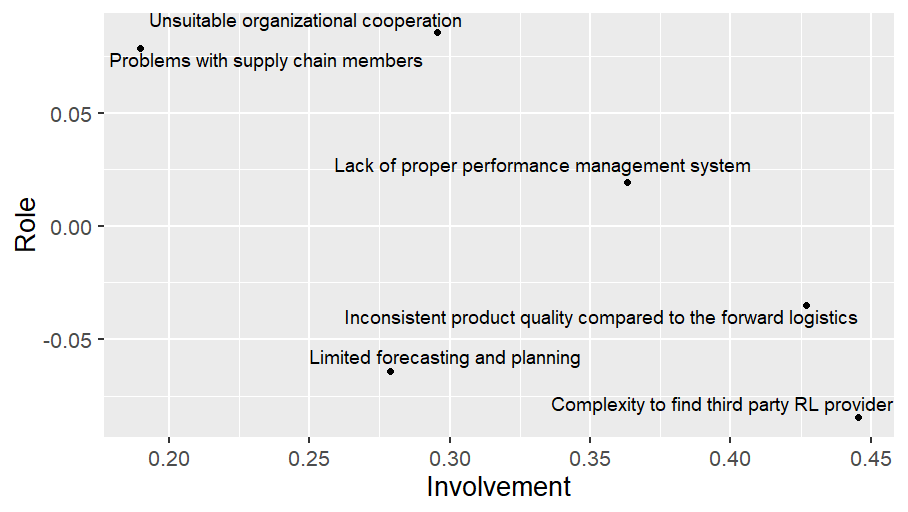 Unsuitable organizational cooperation
Problems with supply chain members
0.05
Lack of proper performance management system
Role
0.00
Inconsistent product quality compared to the forward logistics
-0.05
Limited forecasting and planning
Complexity to find third party RL provider
0.20 0.25 0.30 0.35 0.40 0.45
Involvement